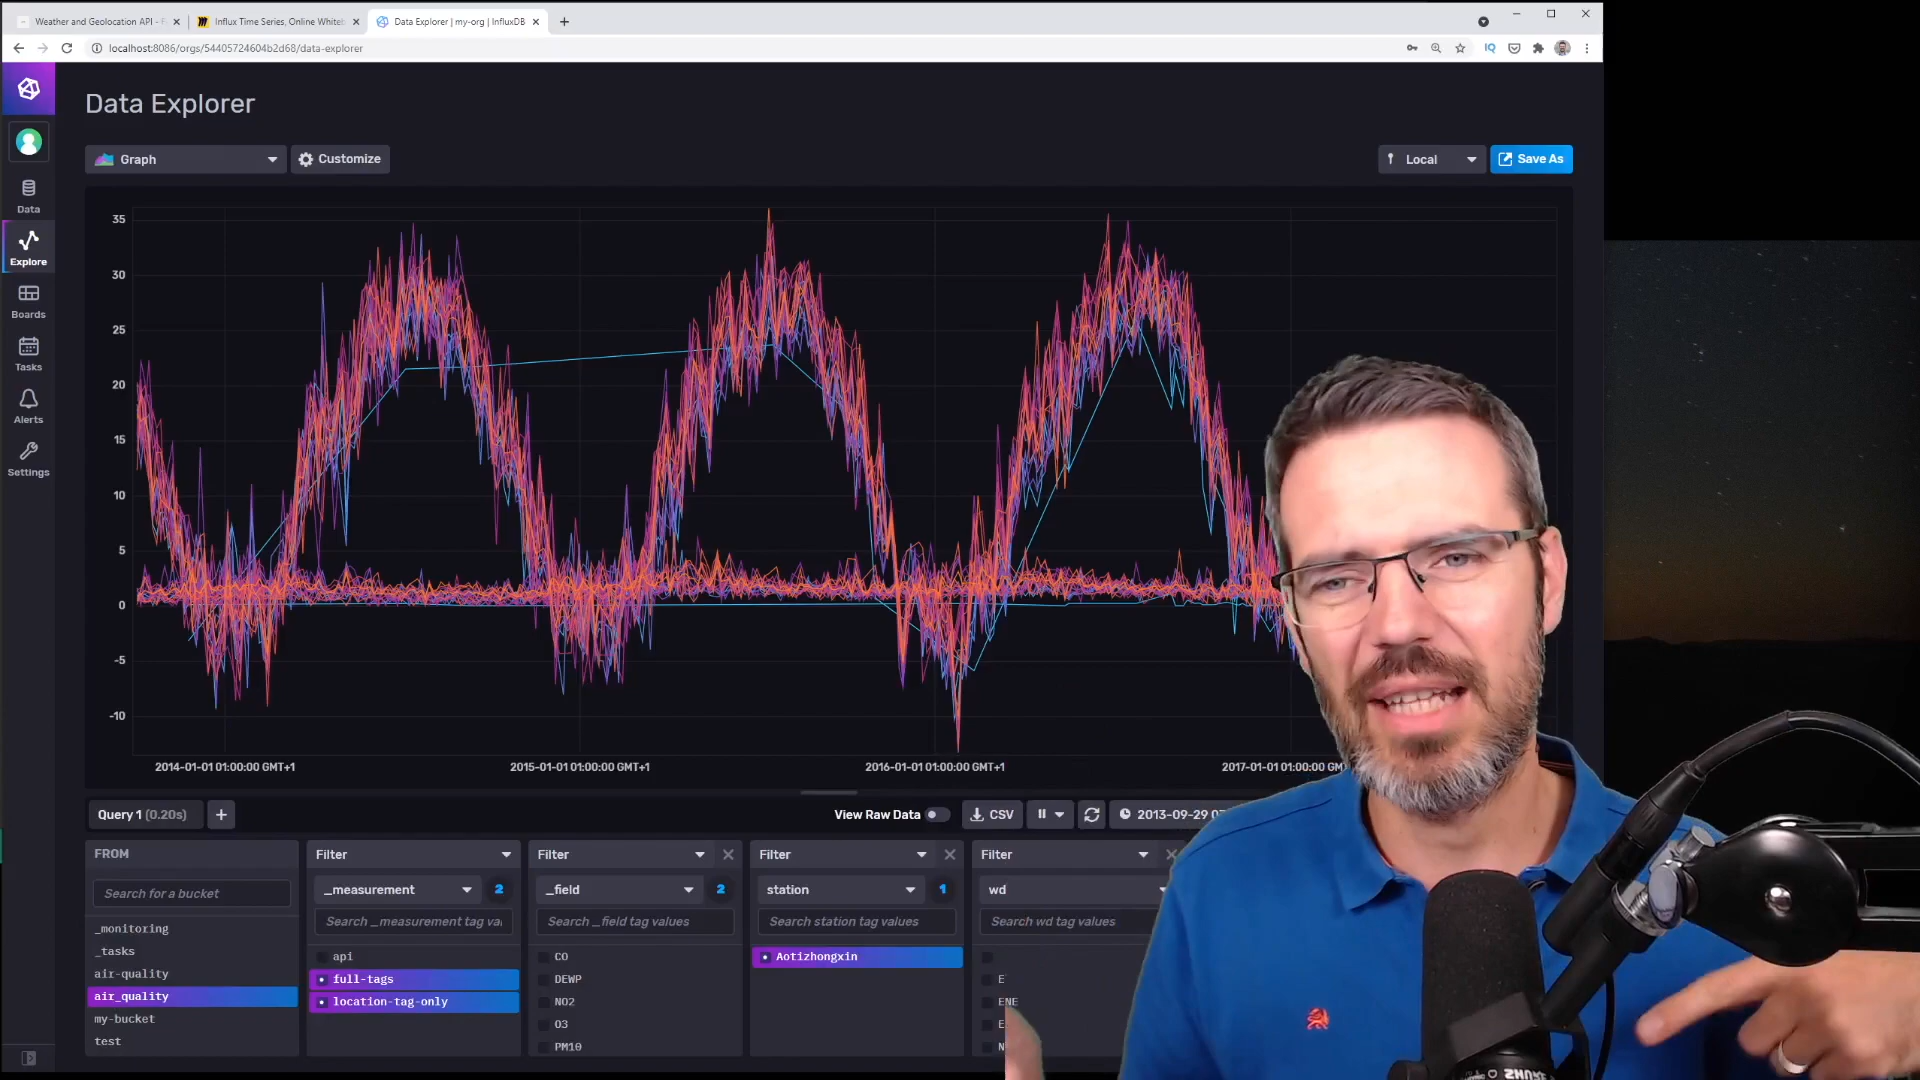 Weather and Geolocation API - F
Influx Time Series, Online Whiteb
Data Explorer | my-org | InfluxDB
localhost:8086/orgs/54405724604b2d68/data-explorer
IQ
Data Explorer
Graph
Customize
Local
Save As
Data
Explore
Boards
Tasks
Alerts
Settings
35
30
25
20
15
10
5
0
-5
-10
2014-01-01 01:00:00 GMT+1
2015-01-01 01:00:00 GMT+1
2016-01-01 01:00:00 GMT+1
2017-01-01 01:00:00 GM
Query 1 (0.20s)
View Raw Data
CSV
2013-09-29 0
FROM
Search for a bucket
_monitoring
_tasks
air-quality
air_quality
my-bucket
test
Filter
_measurement
2
Search _measurement tag va
api
full-tags
location-tag-only
Filter
_field
2
Search _field tag values
CO
DEWP
NO2
O3
PM10
Filter
station
1
Search station tag values
Aotizhongxin
Filter
wd
Search wd tag values
E
ENE
E
N